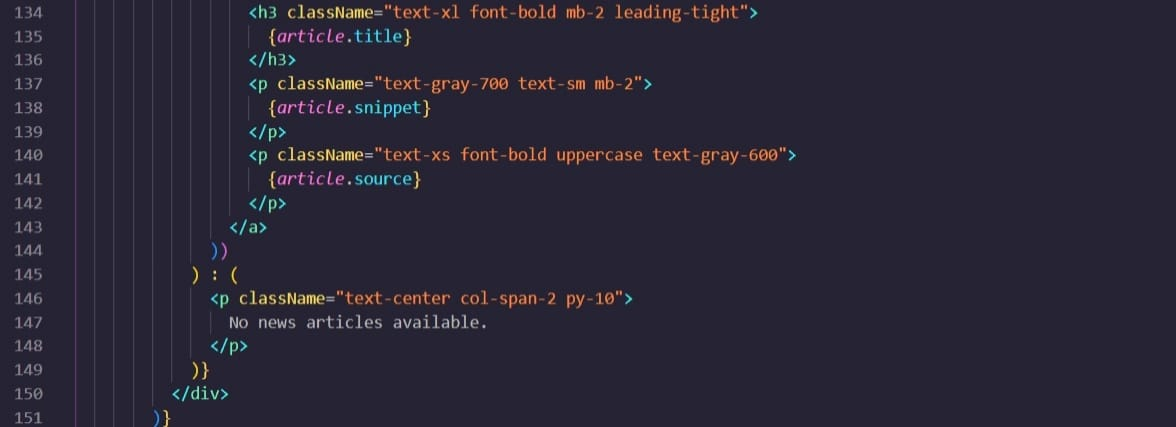 134 <h3 className="text-xl font-bold mb-2 leading-tight">
135 {article.title}
136 </h3>
137 <p className="text-gray-700 text-sm mb-2">
138 {article.snippet}
139 </p>
140 <p className="text-xs font-bold uppercase text-gray-600">
141 {article.source}
142 </p>
143 </a>
144 ))
145 ) : (
146 <p className="text-center col-span-2 py-10">
147 No news articles available.
148 </p>
149 )}
150 </div>
151 )}